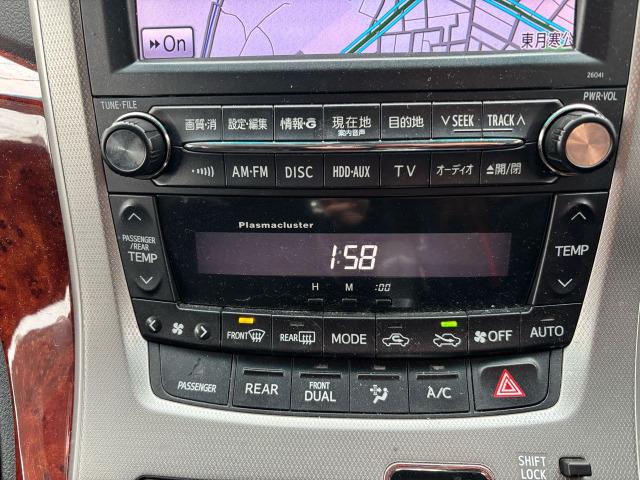 ▸▸On
東月寒公
26041
TUNE·FILE
PWR·VOL
画質·消 設定·編集 情報·G 現在地 案内音声 目的地 ∨SEEK TRACK∧
AM·FM DISC HDD·AUX TV オーディオ ⏏開/閉
Plasmacluster
PASSENGER
/REAR
TEMP
TEMP
1:58
H M :00
FRONT REAR MODE OFF AUTO
PASSENGER REAR FRONT DUAL A/C
SHIFT
LOCK